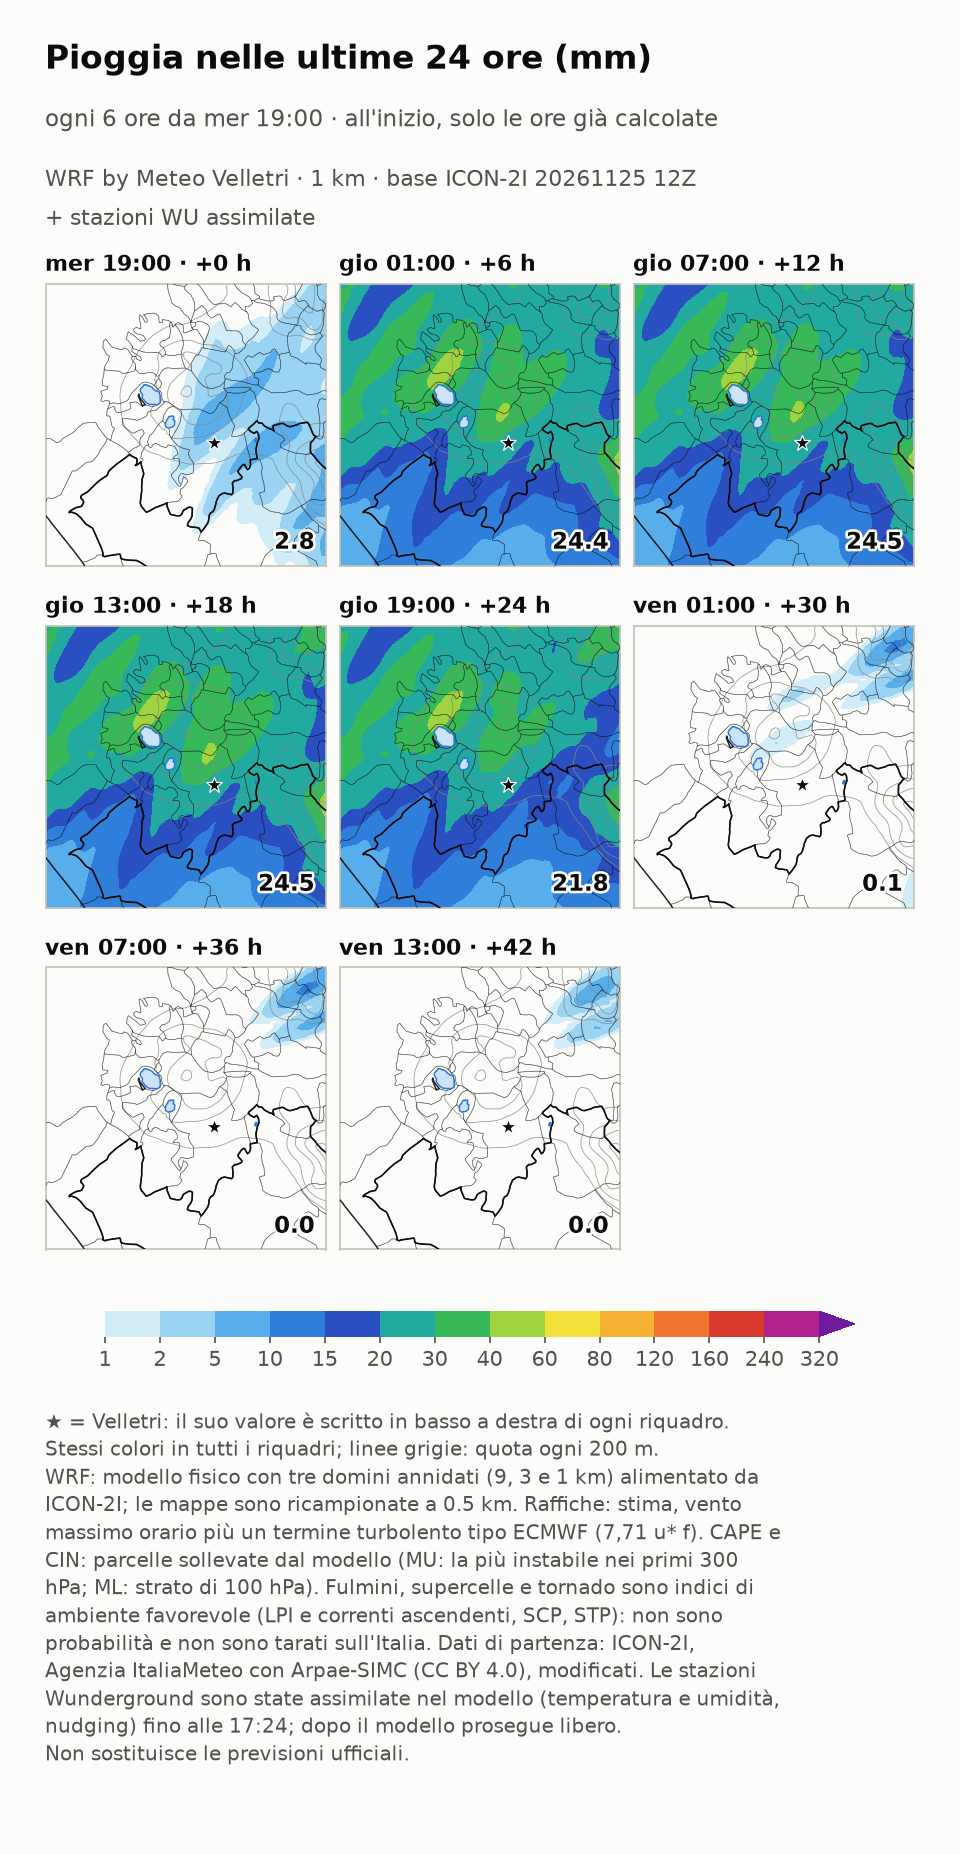 Pioggia nelle ultime 24 ore (mm)
ogni 6 ore da mer 19:00 · all'inizio, solo le ore già calcolate
WRF by Meteo Velletri · 1 km · base ICON-2I 20261125 12Z
+ stazioni WU assimilate
mer 19:00 · +0 h
gio 01:00 · +6 h
gio 07:00 · +12 h
2.8
24.4
24.5
gio 13:00 · +18 h
gio 19:00 · +24 h
ven 01:00 · +30 h
24.5
21.8
0.1
ven 07:00 · +36 h
ven 13:00 · +42 h
0.0
0.0
1 2 5 10 15 20 30 40 60 80 120 160 240 320
★ = Velletri: il suo valore è scritto in basso a destra di ogni riquadro.
Stessi colori in tutti i riquadri; linee grigie: quota ogni 200 m.
WRF: modello fisico con tre domini annidati (9, 3 e 1 km) alimentato da
ICON-2I; le mappe sono ricampionate a 0.5 km. Raffiche: stima, vento
massimo orario più un termine turbolento tipo ECMWF (7,71 u* f). CAPE e
CIN: parcelle sollevate dal modello (MU: la più instabile nei primi 300
hPa; ML: strato di 100 hPa). Fulmini, supercelle e tornado sono indici di
ambiente favorevole (LPI e correnti ascendenti, SCP, STP): non sono
probabilità e non sono tarati sull'Italia. Dati di partenza: ICON-2I,
Agenzia ItaliaMeteo con Arpae-SIMC (CC BY 4.0), modificati. Le stazioni
Wunderground sono state assimilate nel modello (temperatura e umidità,
nudging) fino alle 17:24; dopo il modello prosegue libero.
Non sostituisce le previsioni ufficiali.